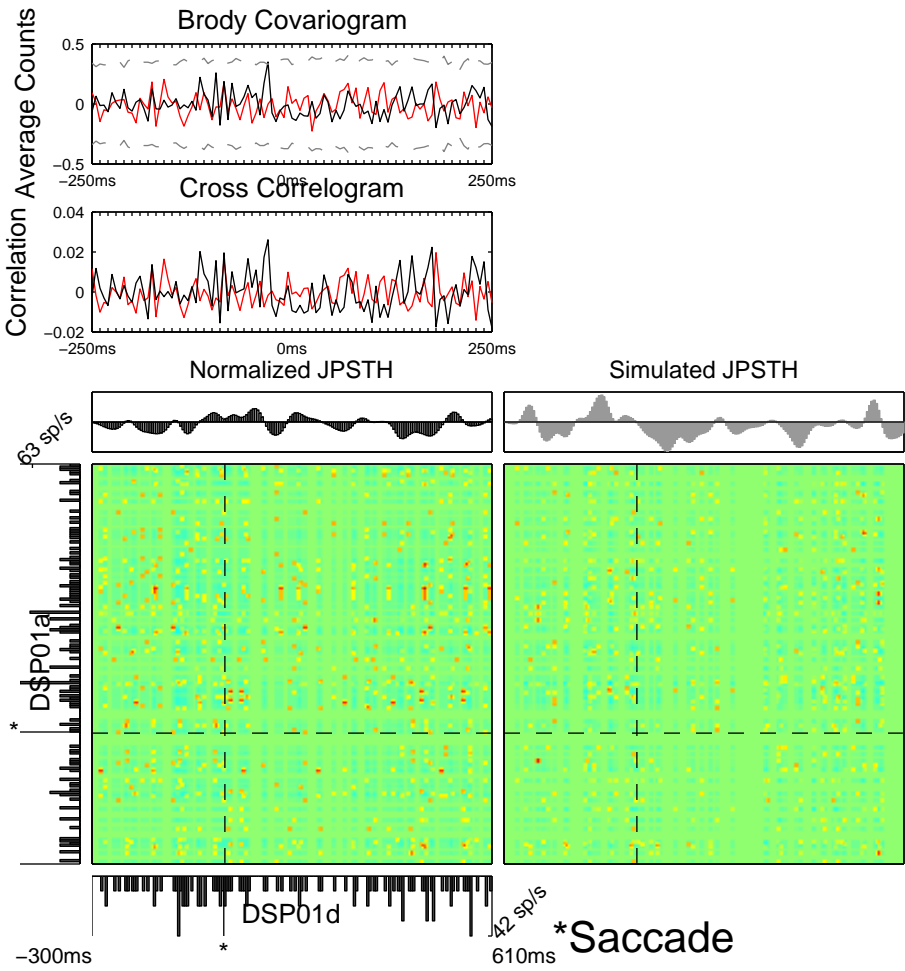 Brody Covariogram
Average Counts
0.5
0
−0.5
−250ms
0ms
250ms
Cross Correlogram
Correlation
0.04
0.02
0
−0.02
−250ms
0ms
250ms
Normalized JPSTH
Simulated JPSTH
63 sp/s
DSP01a
*
DSP01d
42 sp/s
*
*Saccade
−300ms
610ms